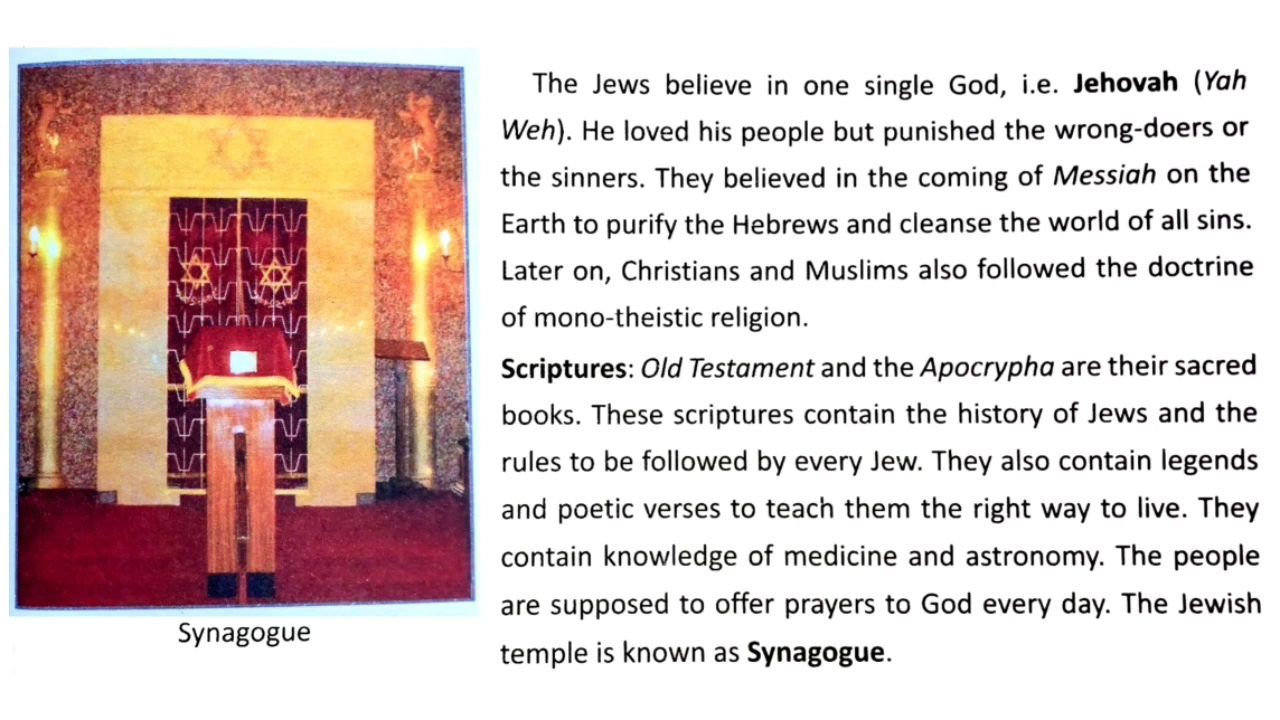 The Jews believe in one single God, i.e. Jehovah (Yah
Weh). He loved his people but punished the wrong-doers or
the sinners. They believed in the coming of Messiah on the
Earth to purify the Hebrews and cleanse the world of all sins.
Later on, Christians and Muslims also followed the doctrine
of mono-theistic religion.
Scriptures: Old Testament and the Apocrypha are their sacred
books. These scriptures contain the history of Jews and the
rules to be followed by every Jew. They also contain legends
and poetic verses to teach them the right way to live. They
contain knowledge of medicine and astronomy. The people
are supposed to offer prayers to God every day. The Jewish
temple is known as Synagogue.
Synagogue